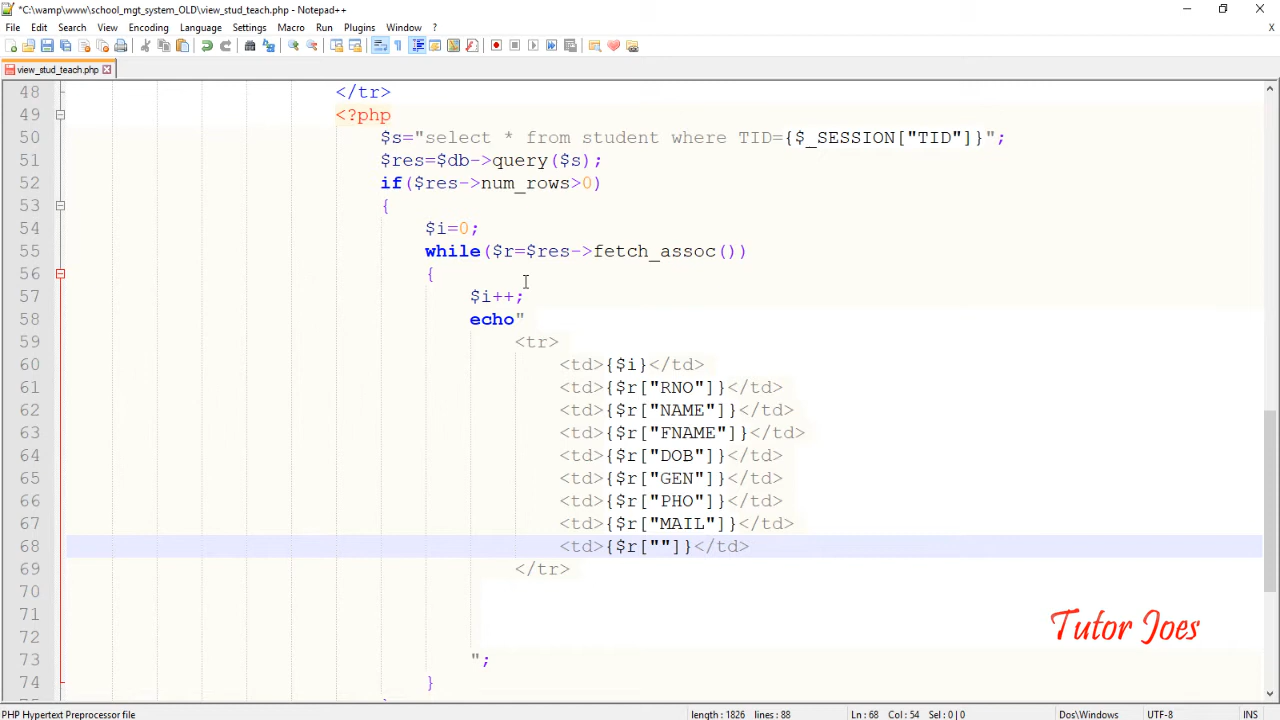 *C:\wamp\www\school_mgt_system_OLD\view_stud_teach.php - Notepad++
File Edit Search View Encoding Language Settings Macro Run Plugins Window ?
X
view_stud_teach.php
48 </tr>
49 <?php
50 $s="select * from student where TID={$_SESSION["TID"]}";
51 $res=$db->query($s);
52 if($res->num_rows>0)
53 {
54 $i=0;
55 while($r=$res->fetch_assoc())
56 {
57 $i++;
58 echo"
59 <tr>
60 <td>{$i}</td>
61 <td>{$r["RNO"]}</td>
62 <td>{$r["NAME"]}</td>
63 <td>{$r["FNAME"]}</td>
64 <td>{$r["DOB"]}</td>
65 <td>{$r["GEN"]}</td>
66 <td>{$r["PHO"]}</td>
67 <td>{$r["MAIL"]}</td>
68 <td>{$r[""]}</td>
69 </tr>
70
71
Tutor Joes
72
73 ";
74 }
PHP Hypertext Preprocessor file length : 1826 lines : 88 Ln : 68 Col : 54 Sel : 0 | 0 Dos\Windows UTF-8 INS